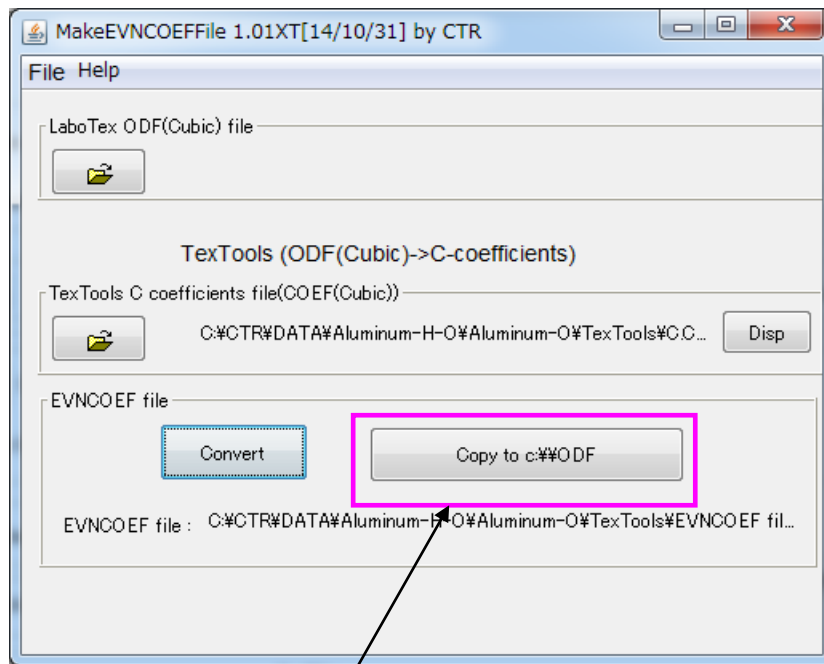 MakeEVNCOEFFile 1.01XT[14/10/31] by CTR
File Help
LaboTex ODF(Cubic) file
TexTools (ODF(Cubic)->C-coefficients)
TexTools C coefficients file(COEF(Cubic))
C:¥CTR¥DATA¥Aluminum-H-O¥Aluminum-O¥TexTools¥C.C... Disp
EVNCOEF file
Convert Copy to c:¥¥ODF
EVNCOEF file : C:¥CTR¥DATA¥Aluminum-H-O¥Aluminum-O¥TexTools¥EVNCOEF fil...